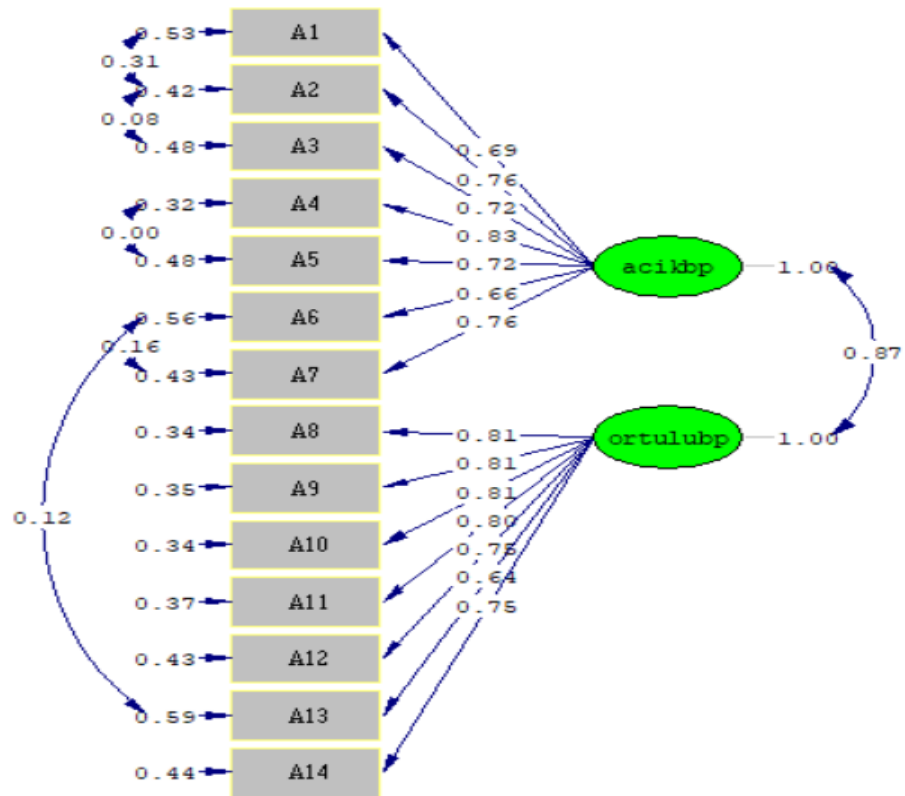 0.53 A1
0.31
0.42 A2
0.08
0.48 A3 0.69
0.76
0.32 A4 0.72
0.00 0.83
0.48 A5 0.72 acikbp 1.00
0.66
0.56 A6 0.76
0.16 0.87
0.43 A7
0.34 A8 0.81 ortulubp 1.00
0.81
0.35 A9 0.81
0.12 0.80
0.34 A10 0.75
0.64
0.37 A11 0.75
0.43 A12
0.59 A13
0.44 A14